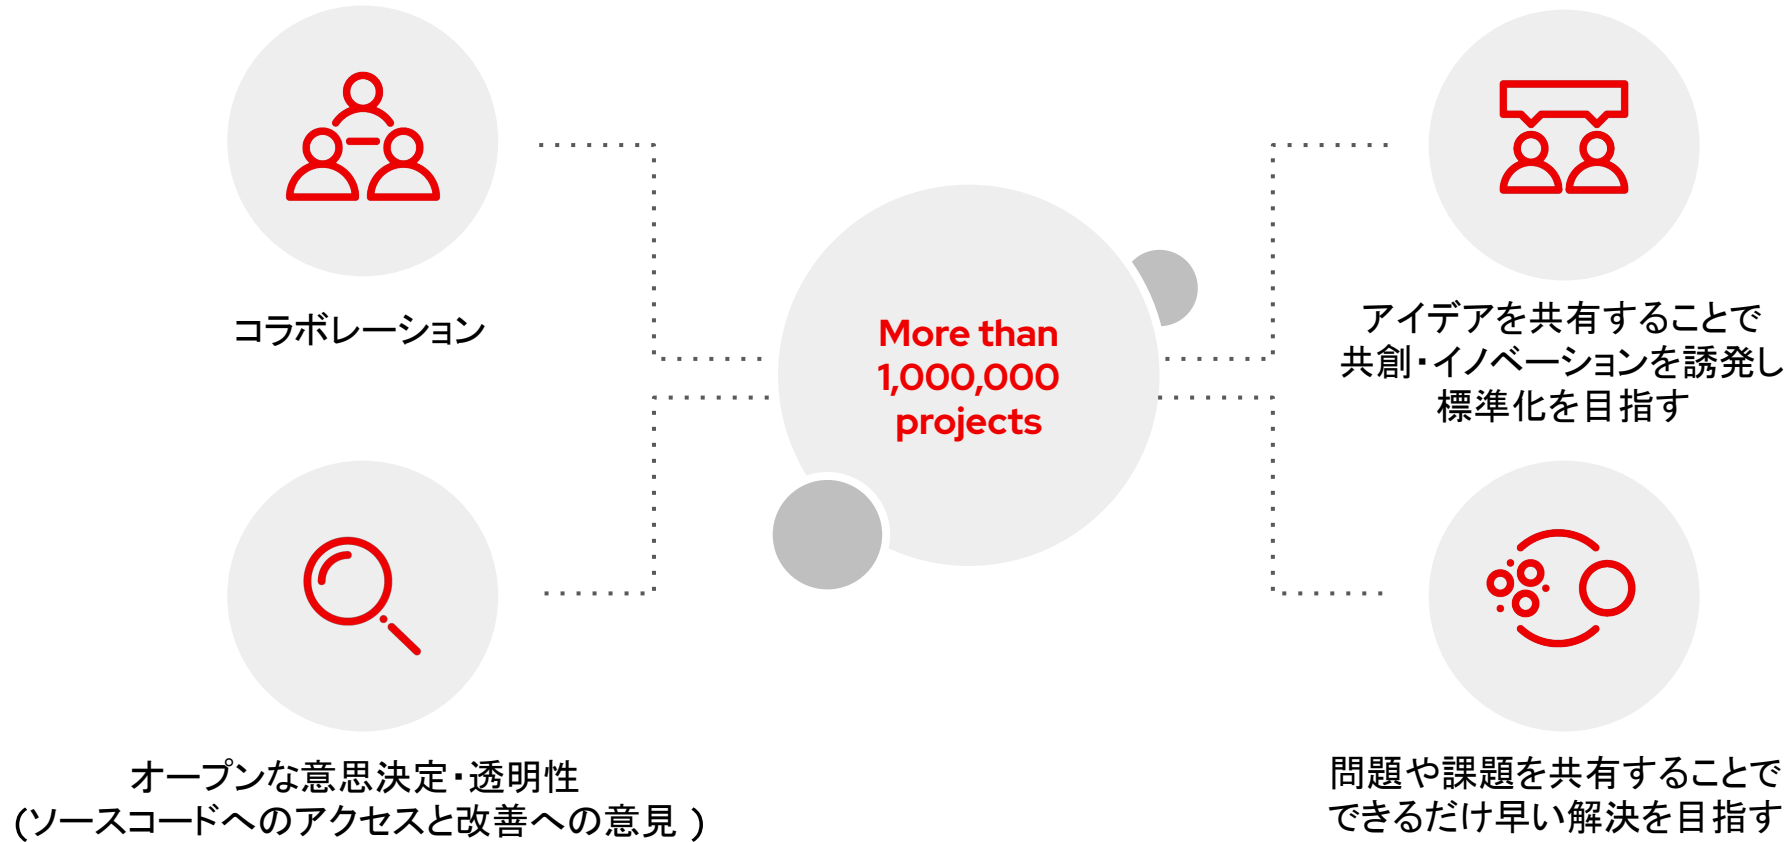 コラボレーション
More than
1,000,000
projects
アイデアを共有することで
共創・イノベーションを誘発し
標準化を目指す
オープンな意思決定・透明性
(ソースコードへのアクセスと改善への意見 )
問題や課題を共有することで
できるだけ早い解決を目指す